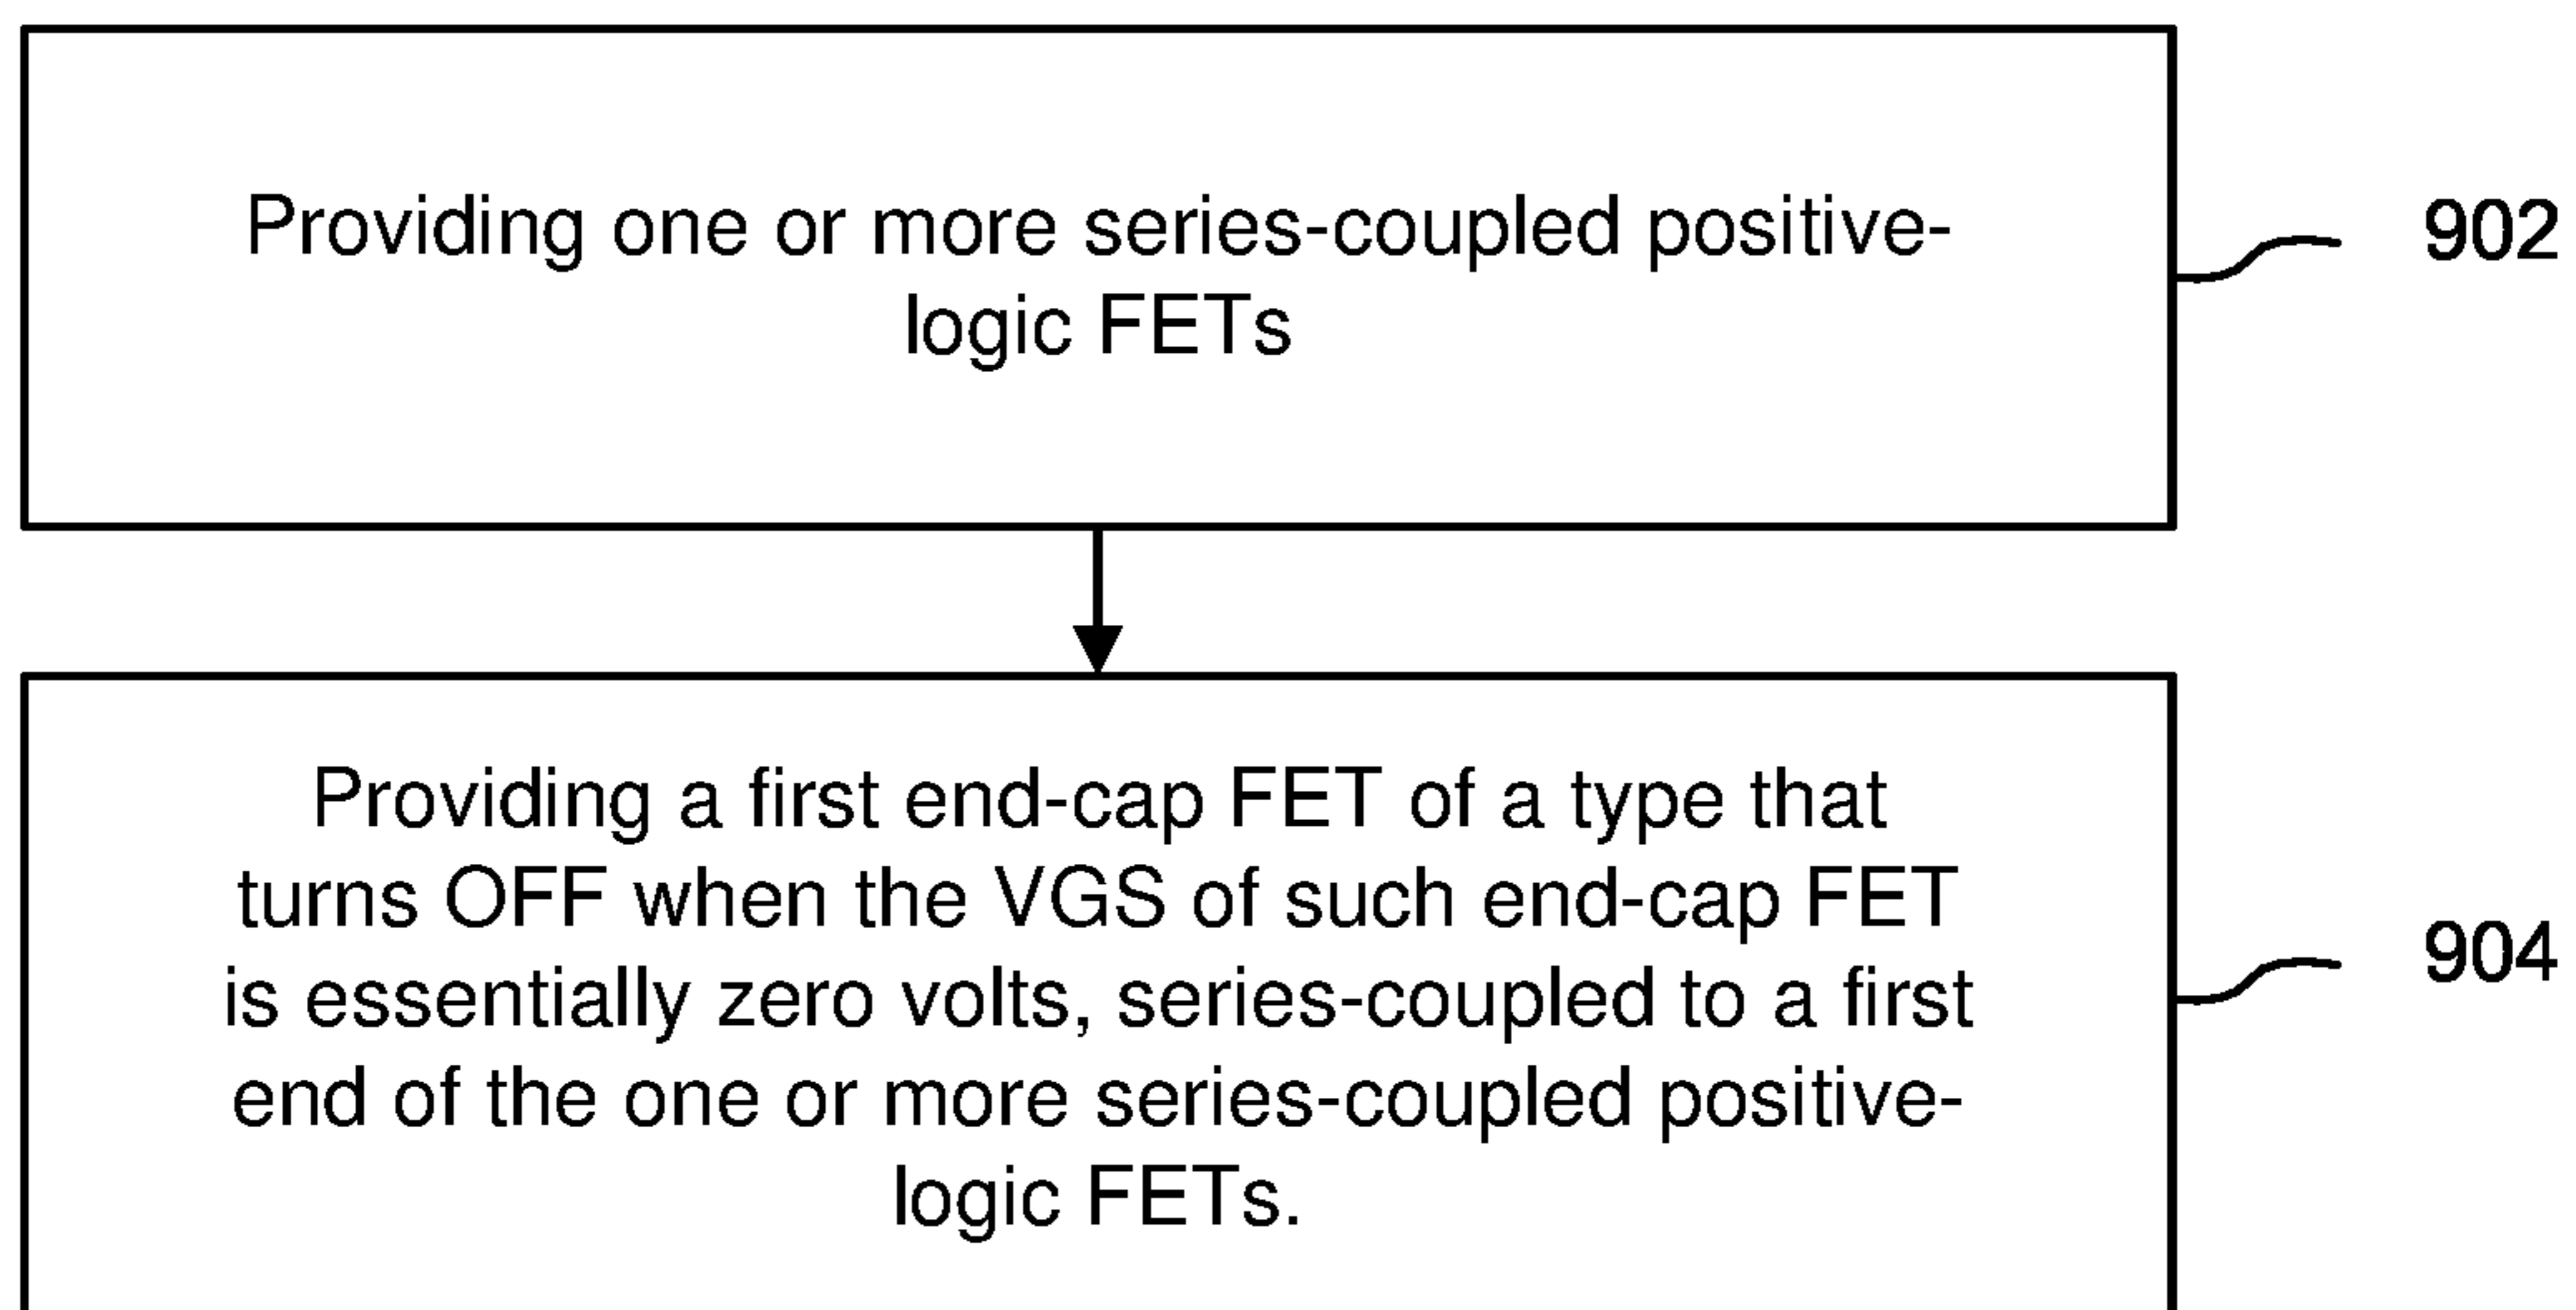 Providing one or more series-coupled positive-
logic FETs
902
Providing a first end-cap FET of a type that
turns OFF when the VGS of such end-cap FET
is essentially zero volts, series-coupled to a first
end of the one or more series-coupled positive-
logic FETs.
904